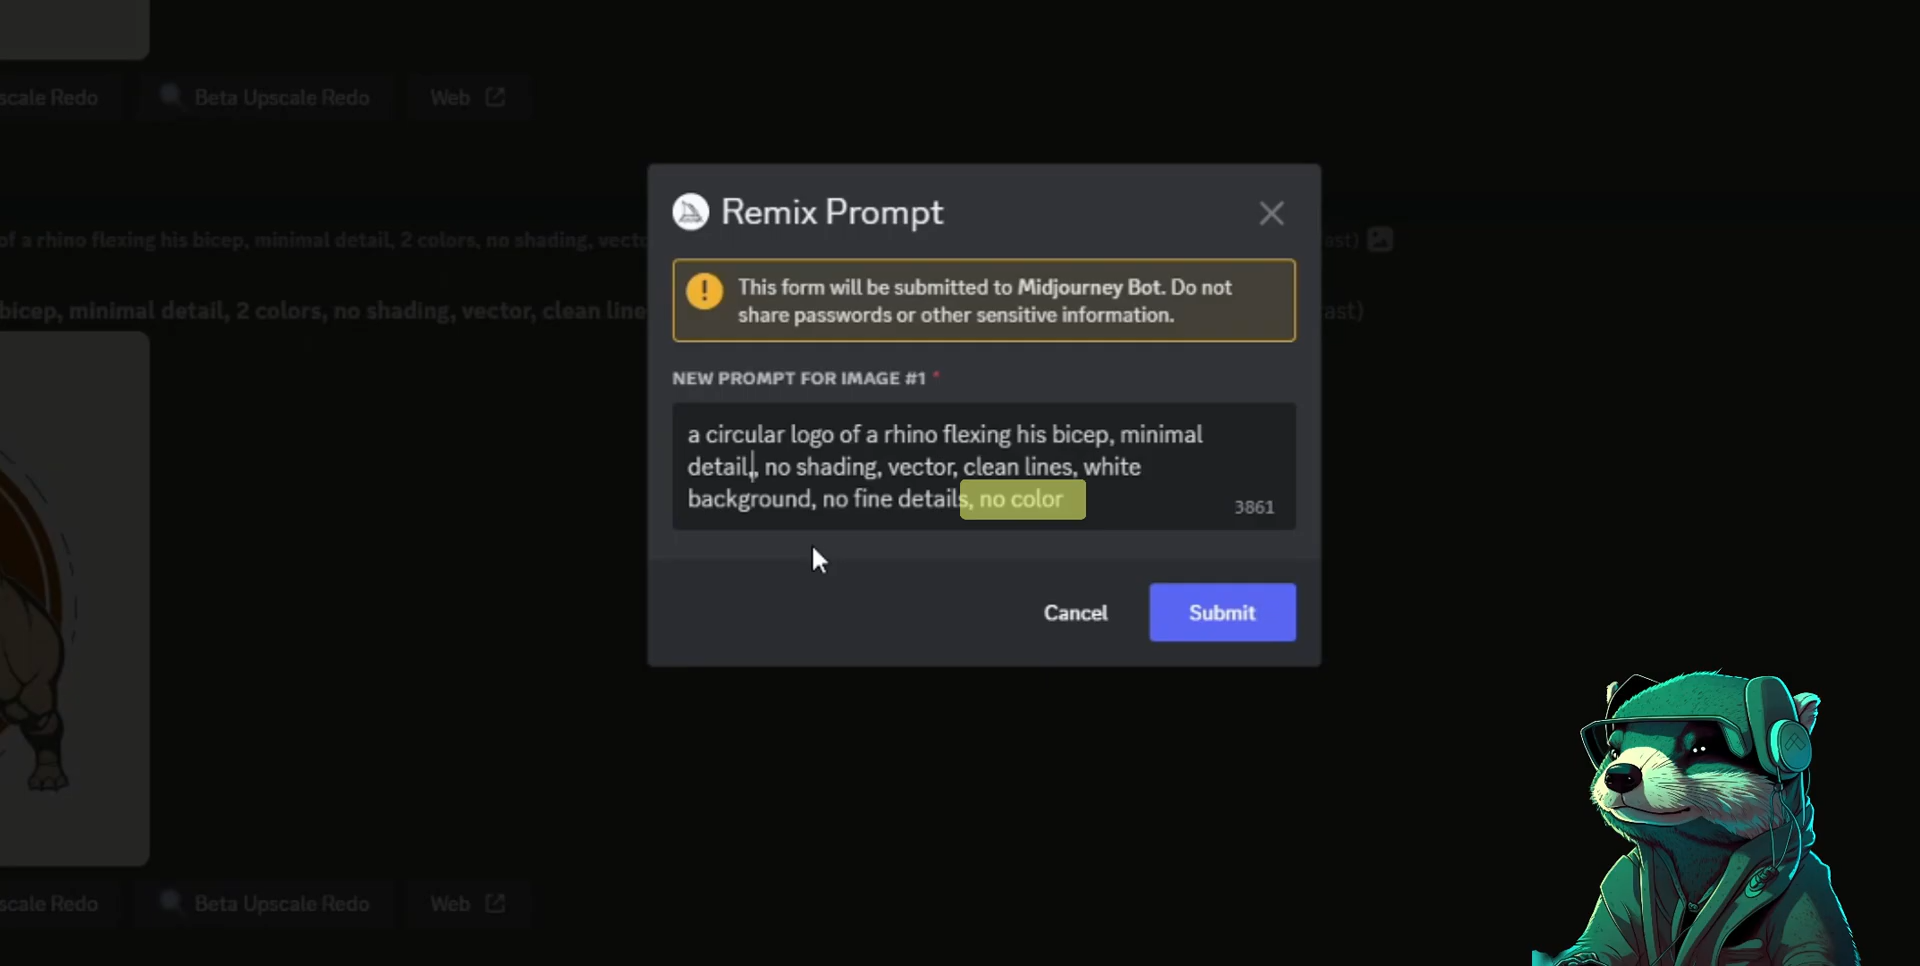 scale Redo
Beta Upscale Redo
Web
Remix Prompt
of a rhino flexing his bicep, minimal detail, 2 colors, no shading, vecto
ast)
This form will be submitted to Midjourney Bot. Do not
share passwords or other sensitive information.
bicep, minimal detail, 2 colors, no shading, vector, clean line
ast)
NEW PROMPT FOR IMAGE #1 *
a circular logo of a rhino flexing his bicep, minimal
detail,, no shading, vector, clean lines, white
background, no fine details, no color
3861
Cancel
Submit
scale Redo
Beta Upscale Redo
Web